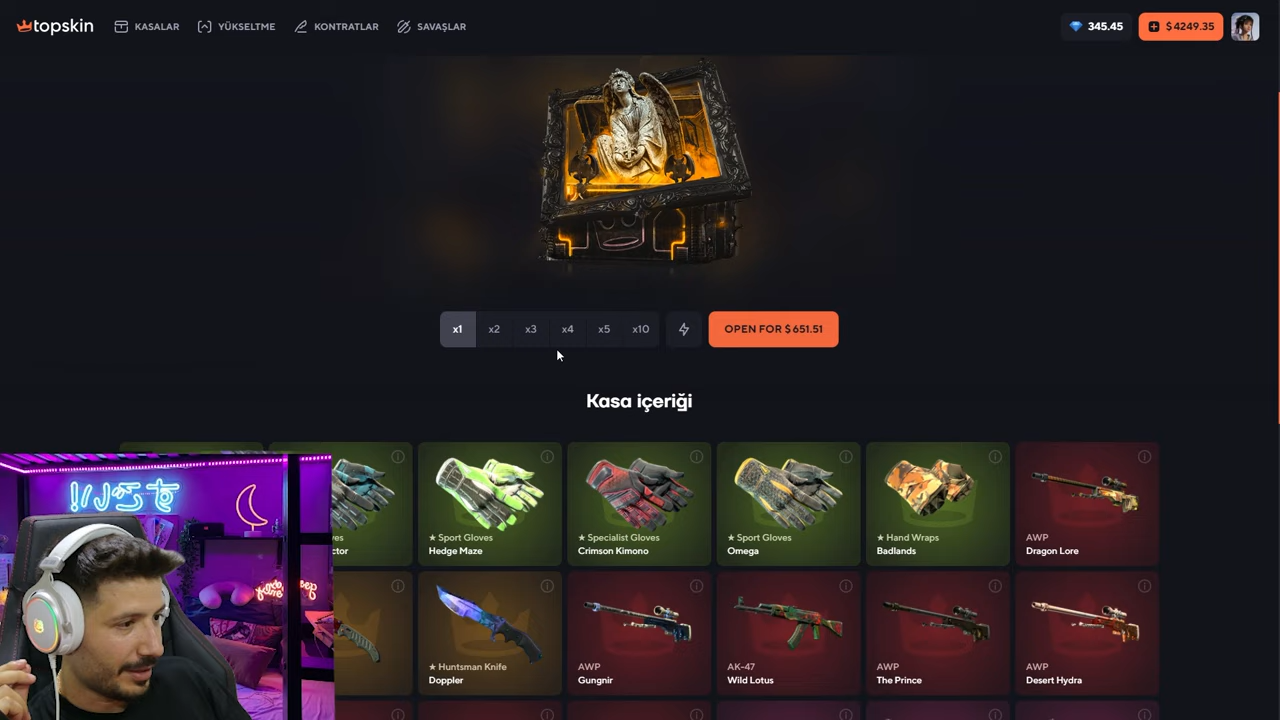 topskin
KASALAR
YÜKSELTME
KONTRATLAR
SAVAŞLAR
345.45
$4249.35
x1
x2
x3
x4
x5
x10
OPEN FOR $651.51
Kasa içeriği
ves
ctor
★ Sport Gloves
Hedge Maze
★ Specialist Gloves
Crimson Kimono
★ Sport Gloves
Omega
★ Hand Wraps
Badlands
AWP
Dragon Lore
★ Huntsman Knife
Doppler
AWP
Gungnir
AK-47
Wild Lotus
AWP
The Prince
AWP
Desert Hydra